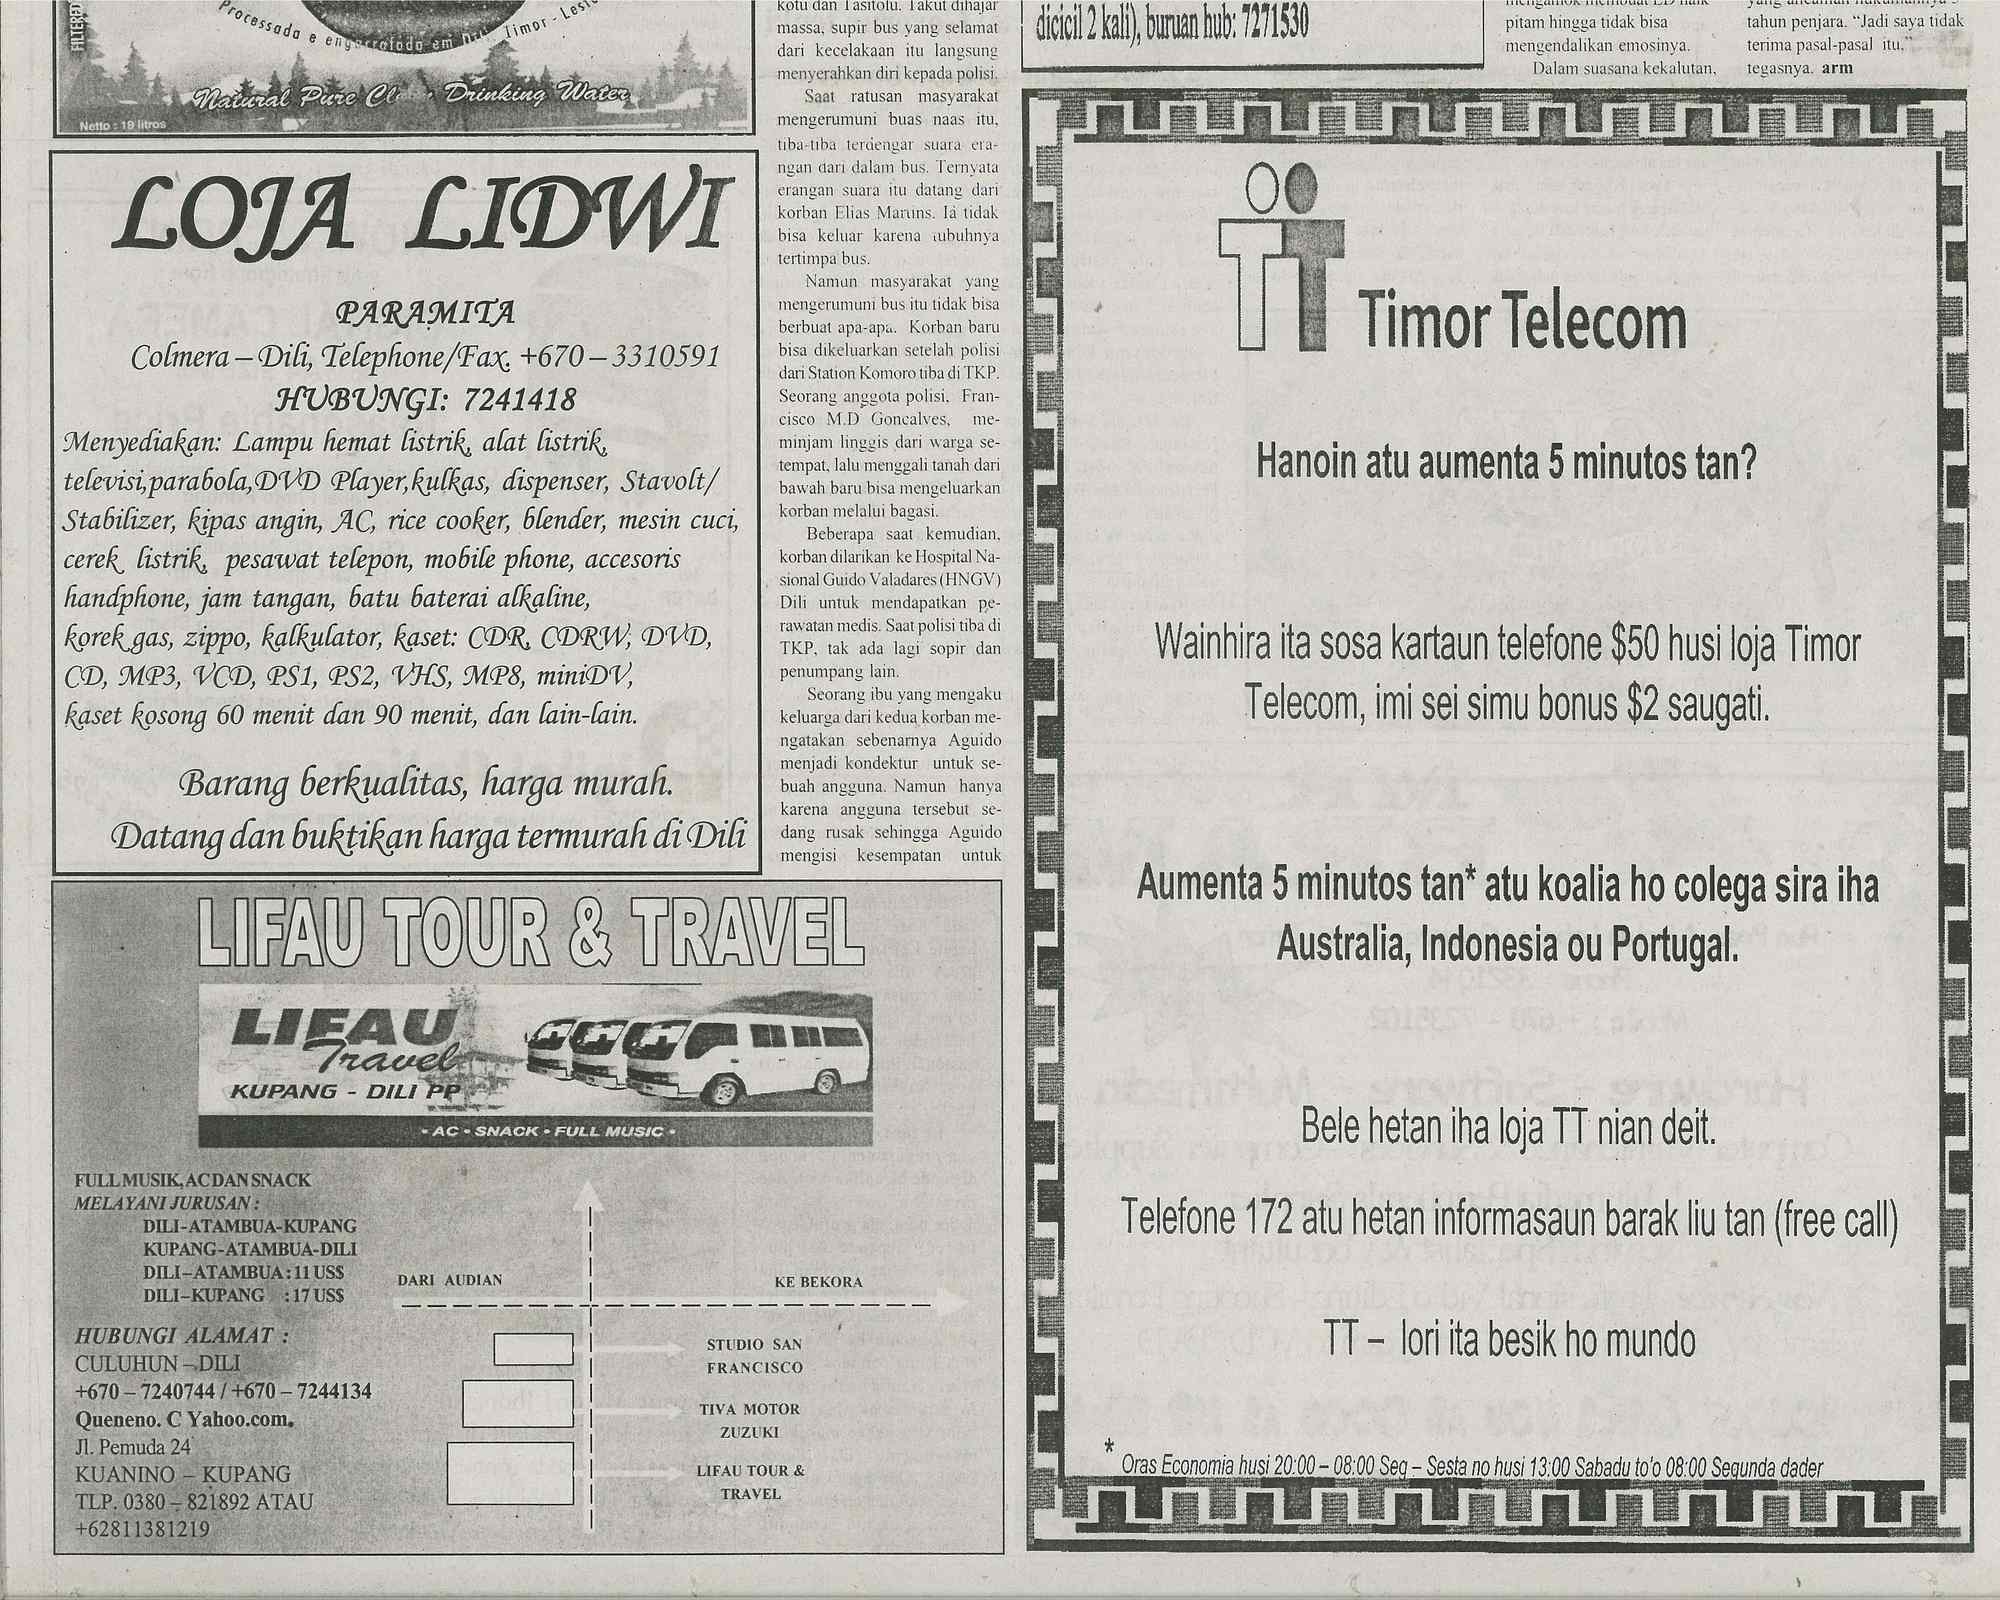 FILTERED
Processada e engarrafada em Dili, Timor - Leste
Natural Pure Clean Drinking Water
Netto : 19 litros
LOJA LIDWI
PARAMITA
Colmera – Dili, Telephone/Fax. +670 – 3310591
HUBUNGI: 7241418
Menyediakan: Lampu hemat listrik, alat listrik,
televisi,parabola,DVD Player,kulkas, dispenser, Stavolt/
Stabilizer, kipas angin, AC, rice cooker, blender, mesin cuci,
cerek listrik, pesawat telepon, mobile phone, accesoris
handphone, jam tangan, batu baterai alkaline,
korek gas, zippo, kalkulator, kaset: CDR, CDRW, DVD,
CD, MP3, VCD, PS1, PS2, VHS, MP8, miniDV,
kaset kosong 60 menit dan 90 menit, dan lain-lain.
Barang berkualitas, harga murah.
Datang dan buktikan harga termurah di Dili
LIFAU TOUR & TRAVEL
LIFAU
Travel
KUPANG - DILI PP
• AC • SNACK • FULL MUSIC •
FULL MUSIK, AC DAN SNACK
MELAYANI JURUSAN :
DILI-ATAMBUA-KUPANG
KUPANG-ATAMBUA-DILI
DILI–ATAMBUA : 11 US$
DILI–KUPANG : 17 US$
HUBUNGI ALAMAT :
CULUHUN – DILI
+670 – 7240744 / +670 – 7244134
Queneno. C Yahoo.com.
Jl. Pemuda 24
KUANINO – KUPANG
TLP. 0380 – 821892 ATAU
+62811381219
DARI AUDIAN
KE BEKORA
STUDIO SAN
FRANCISCO
TIVA MOTOR
ZUZUKI
LIFAU TOUR &
TRAVEL
kotu dan Tasitolu. Takut dihajar
massa, supir bus yang selamat
dari kecelakaan itu langsung
menyerahkan diri kepada polisi.
Saat ratusan masyarakat
mengerumuni buas naas itu,
tiba-tiba terdengar suara era-
ngan dari dalam bus. Ternyata
erangan suara itu datang dari
korban Elias Martins. Ia tidak
bisa keluar karena tubuhnya
tertimpa bus.
Namun masyarakat yang
mengerumuni bus itu tidak bisa
berbuat apa-apa. Korban baru
bisa dikeluarkan setelah polisi
dari Station Komoro tiba di TKP.
Seorang anggota polisi, Fran-
cisco M.D Goncalves, me-
minjam linggis dari warga se-
tempat, lalu menggali tanah dari
bawah baru bisa mengeluarkan
korban melalui bagasi.
Beberapa saat kemudian,
korban dilarikan ke Hospital Na-
sional Guido Valadares (HNGV)
Dili untuk mendapatkan pe-
rawatan medis. Saat polisi tiba di
TKP, tak ada lagi sopir dan
penumpang lain.
Seorang ibu yang mengaku
keluarga dari kedua korban me-
ngatakan sebenarnya Aguido
menjadi kondektur untuk se-
buah angguna. Namun hanya
karena angguna tersebut se-
dang rusak sehingga Aguido
mengisi kesempatan untuk
dicicil 2 kali), buruan hub: 7271530
pitam hingga tidak bisa
mengendalikan emosinya.
Dalam suasana kekalutan,
tahun penjara. “Jadi saya tidak
terima pasal-pasal itu,”
tegasnya. arm
TT Timor Telecom
Hanoin atu aumenta 5 minutos tan?
Wainhira ita sosa kartaun telefone $50 husi loja Timor
Telecom, imi sei simu bonus $2 saugati.
Aumenta 5 minutos tan* atu koalia ho colega sira iha
Australia, Indonesia ou Portugal.
Bele hetan iha loja TT nian deit.
Telefone 172 atu hetan informasaun barak liu tan (free call)
TT – lori ita besik ho mundo
* Oras Economia husi 20:00 – 08:00 Seg – Sesta no husi 13:00 Sabadu to'o 08:00 Segunda dader